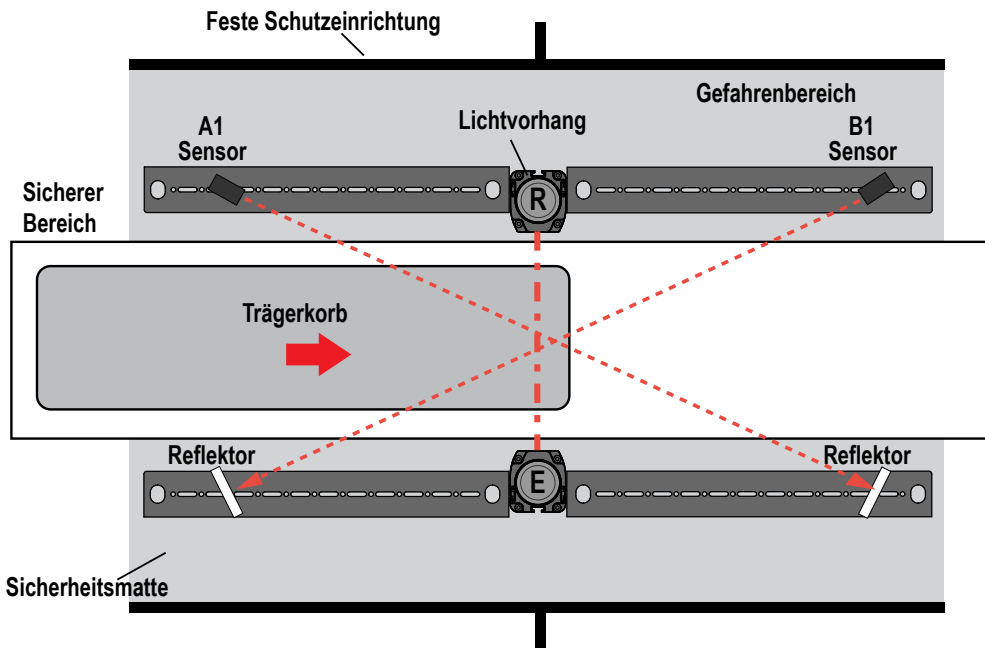 Feste Schutzeinrichtung
Gefahrenbereich
Lichtvorhang
A1
Sensor
B1
Sensor
R
Sicherer
Bereich
Trägerkorb
Reflektor
Reflektor
E
Sicherheitsmatte